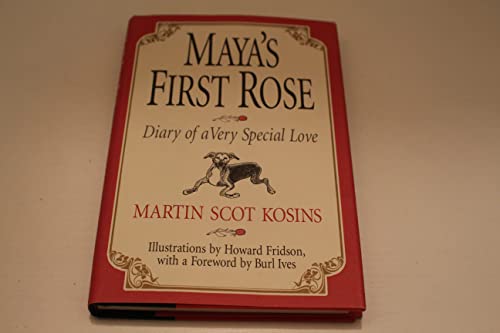 MAYA'S
FIRST ROSE
Diary of a Very Special Love
MARTIN SCOT KOSINS
Illustrations by Howard Fridson,
with a Foreword by Burl Ives